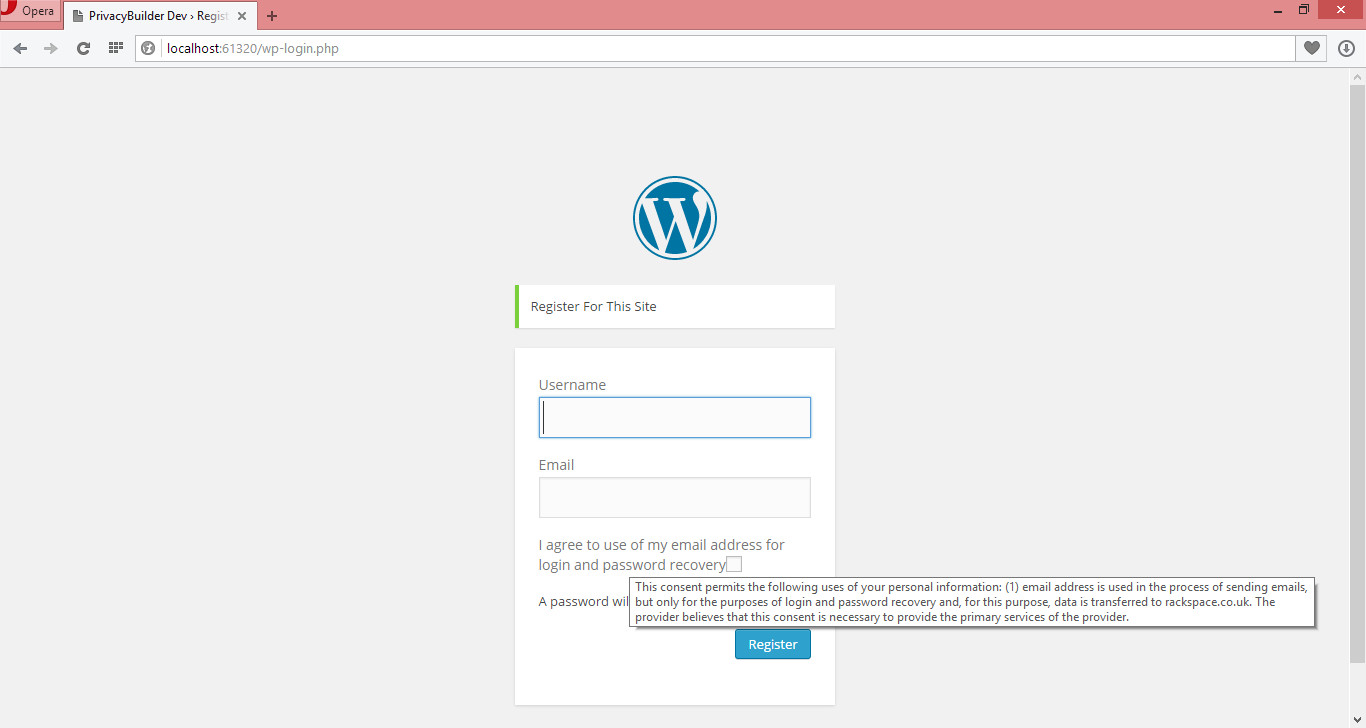 Opera
PrivacyBuilder Dev › Regist
localhost:61320/wp-login.php
Register For This Site
Username
Email
I agree to use of my email address for
login and password recovery
This consent permits the following uses of your personal information: (1) email address is used in the process of sending emails,
but only for the purposes of login and password recovery and, for this purpose, data is transferred to rackspace.co.uk. The
provider believes that this consent is necessary to provide the primary services of the provider.
A password wil
Register